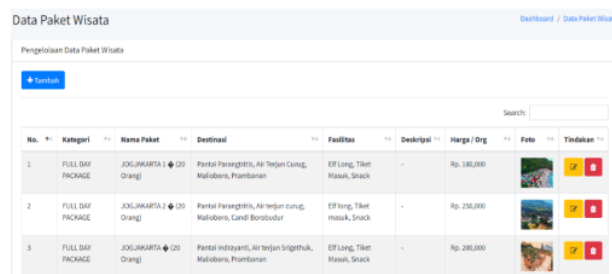 Data Paket Wisata
Dashboard / Data Paket Wisat
Pengelolaan Data Paket Wisata
+Tambah
Search:
No. Kategori Nama Paket Destinasi Fasilitas Deskripsi Harga / Org Foto Tindakan
1 FULL DAY JOGJAKARTA 1 � (20 Pantai Parangtritis, Air Terjun Curug, Elf Long, Tiket - Rp. 180,000
PACKAGE Orang) Malioboro, Prambanan Masuk, Snack
2 FULL DAY JOGJAKARTA 2 � (20 Pantai Parangtritis, Air terjun curug, Elf long, Tiket - Rp. 250,000
PACKAGE Orang) Malioboro, Candi Borobudur masuk, Snack
3 FULL DAY JOGJAKARTA � (20 Pantai Indrayanti, Air terjun Srigethuk, Elf Long, Tiket - Rp. 200,000
PACKAGE Orang) Malioboro, Prambanan Masuk, Snack